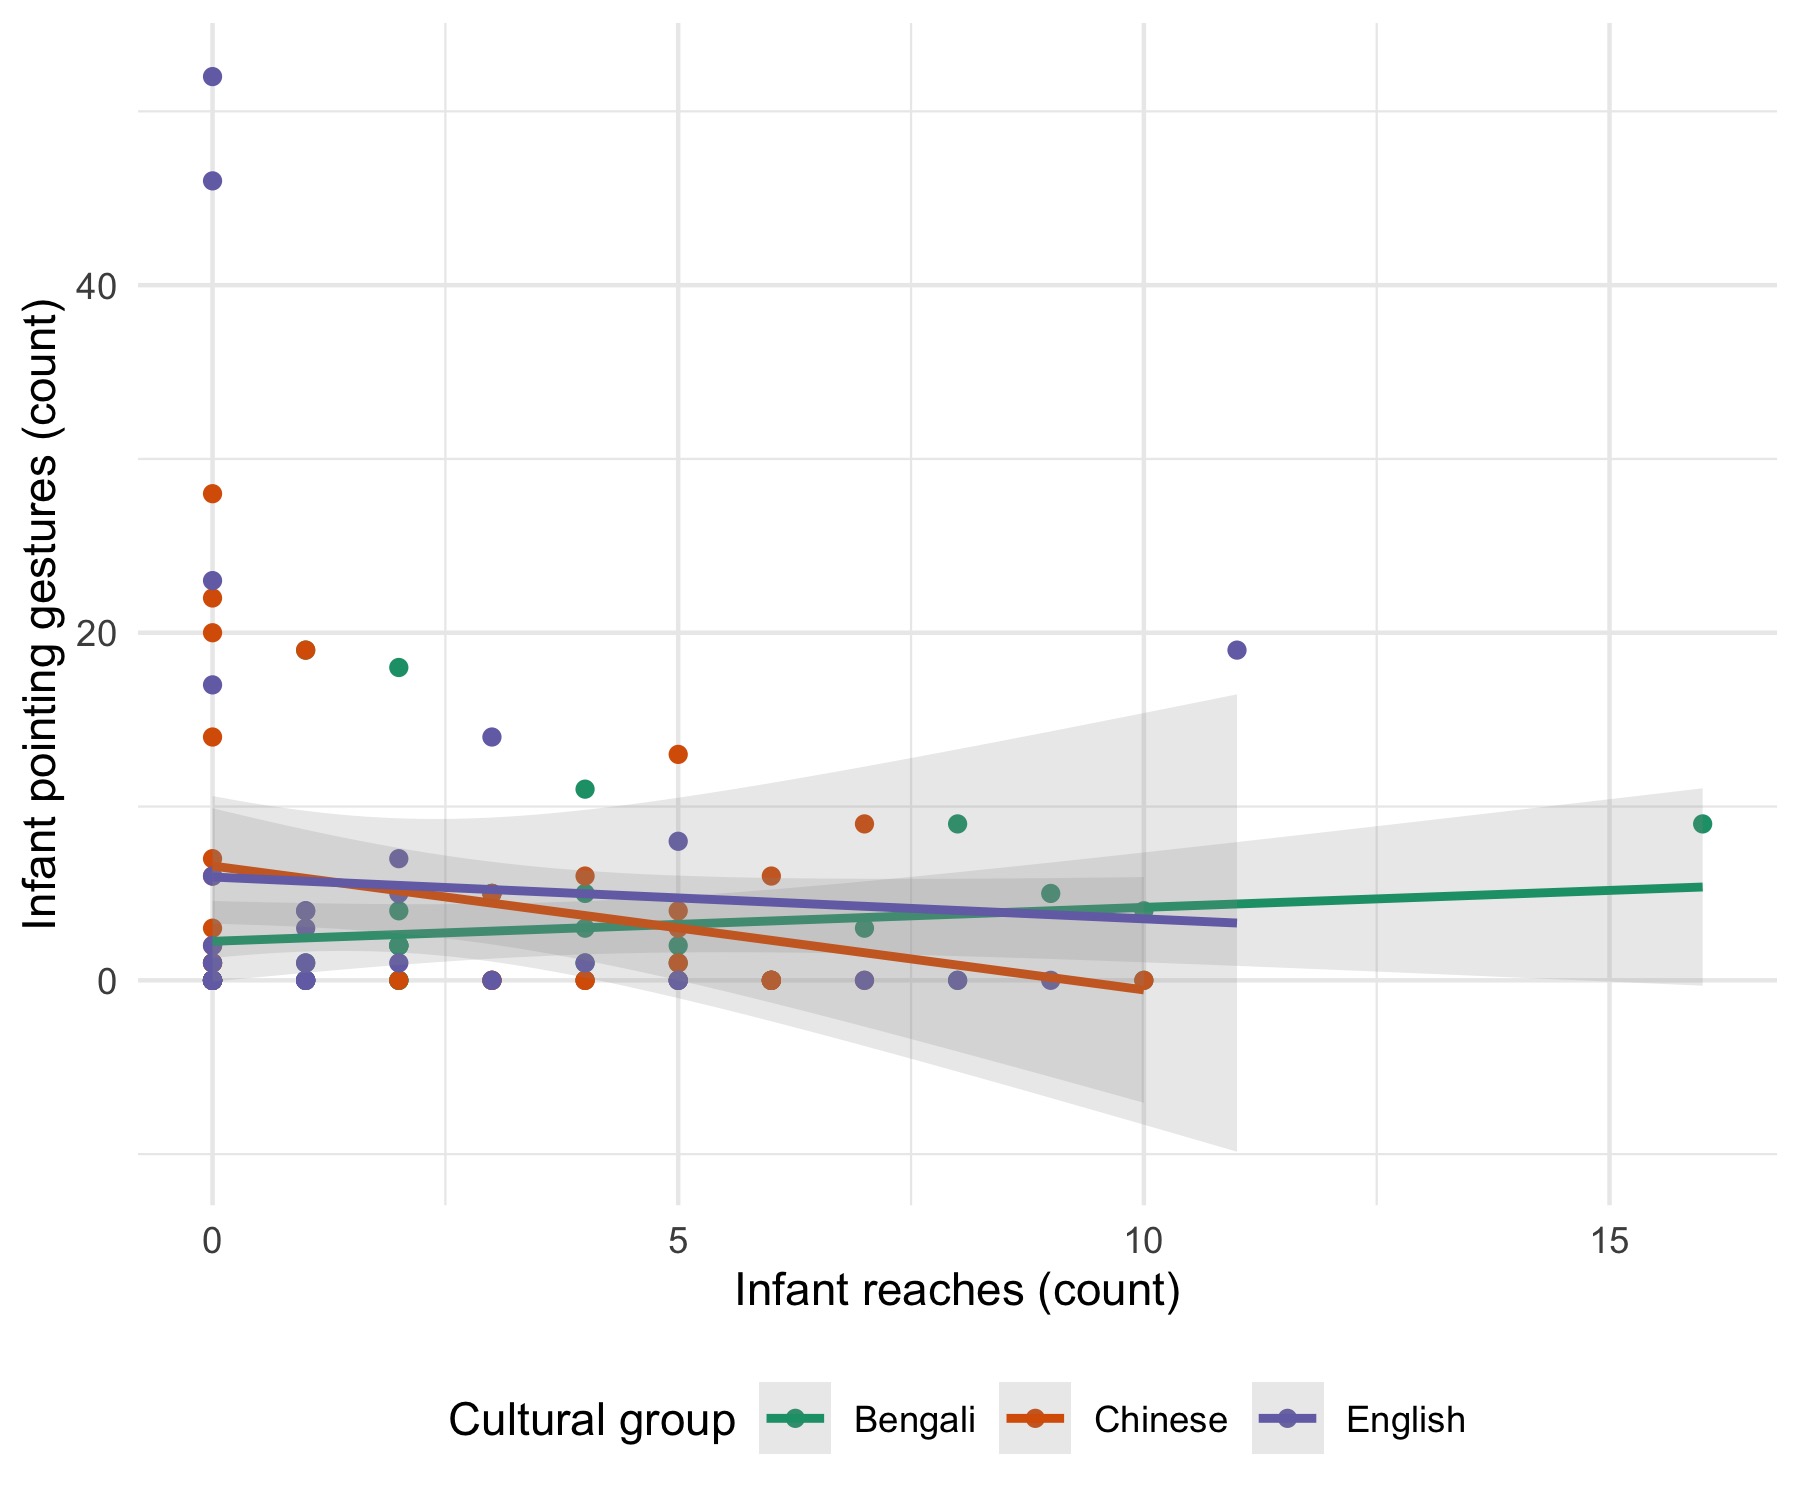 Infant pointing gestures (count)
40
20
0
0 5 10 15
Infant reaches (count)
Cultural group Bengali Chinese English